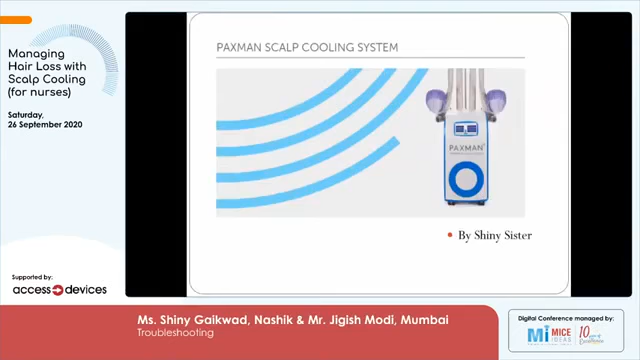 Managing
Hair Loss with
Scalp Cooling
(for nurses)
Saturday,
26 September 2020
PAXMAN SCALP COOLING SYSTEM
PAXMAN
• By Shiny Sister
Supported by:
access devices
Ms. Shiny Gaikwad, Nashik & Mr. Jigish Modi, Mumbai
Troubleshooting
Digital Conference managed by:
Mi MICE
IDEAS
10